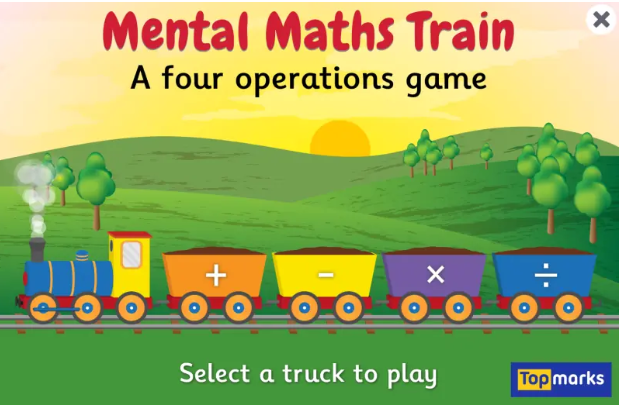 Mental Maths Train
A four operations game
+ - × ÷
Select a truck to play
Topmarks